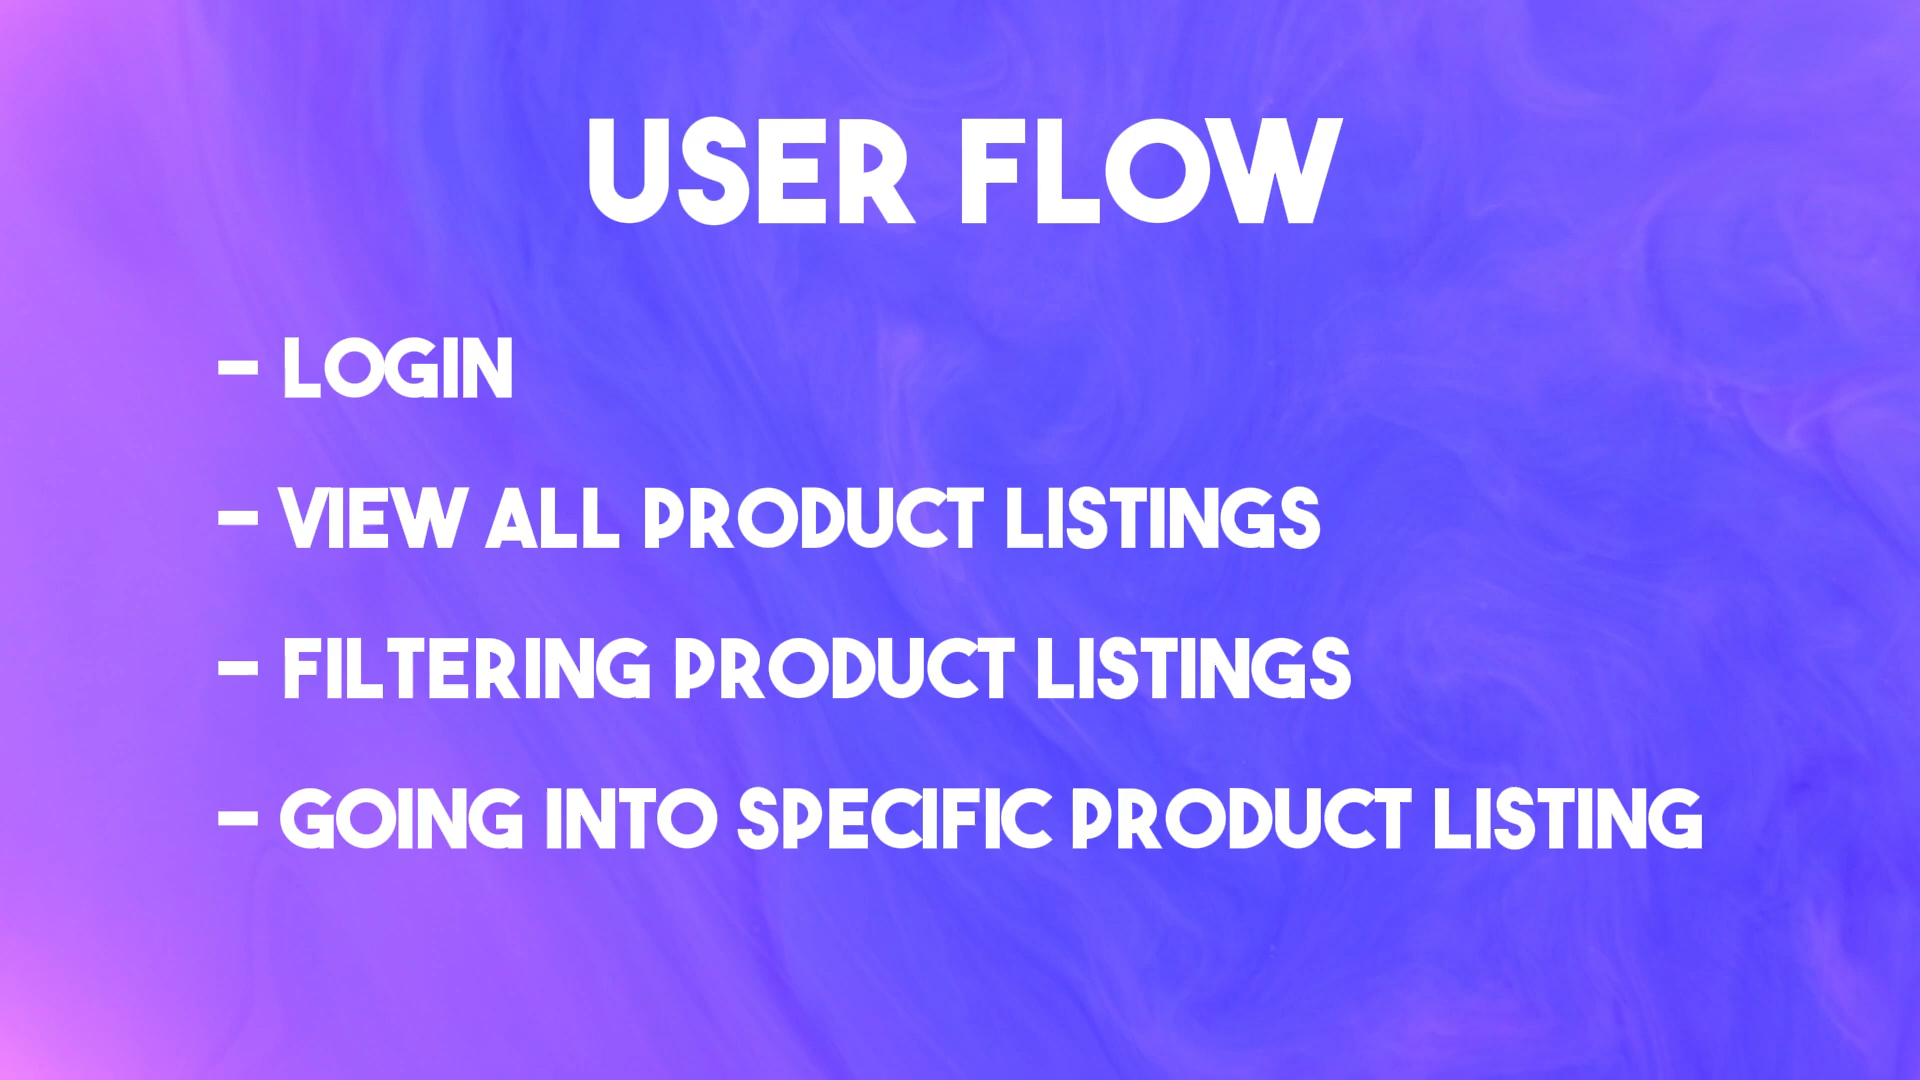 USER FLOW
- LOGIN
- VIEW ALL PRODUCT LISTINGS
- FILTERING PRODUCT LISTINGS
- GOING INTO SPECIFIC PRODUCT LISTING